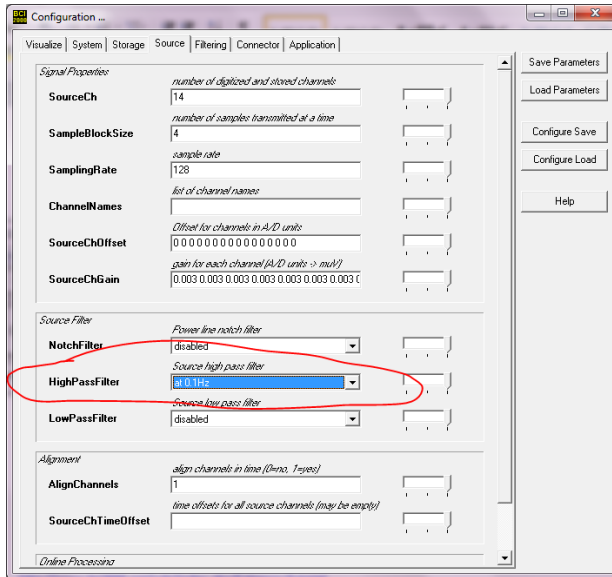 BCI
2000
Configuration ...
Visualize System Storage Source Filtering Connector Application
Save Parameters
Load Parameters
Configure Save
Configure Load
Help
Signal Properties
number of digitized and stored channels
SourceCh
14
number of samples transmitted at a time
SampleBlockSize
4
sample rate
SamplingRate
128
list of channel names
ChannelNames
Offset for channels in A/D units
SourceChOffset
0 0 0 0 0 0 0 0 0 0 0 0 0 0 0 0
gain for each channel (A/D units -> muV)
SourceChGain
0.003 0.003 0.003 0.003 0.003 0.003 0.003 0
Source Filter
Power line notch filter
NotchFilter
disabled
Source high pass filter
HighPassFilter
at 0.1Hz
Source low pass filter
LowPassFilter
disabled
Alignment
align channels in time (0=no, 1=yes)
AlignChannels
1
time offsets for all source channels (may be empty)
SourceChTimeOffset
Online Processing